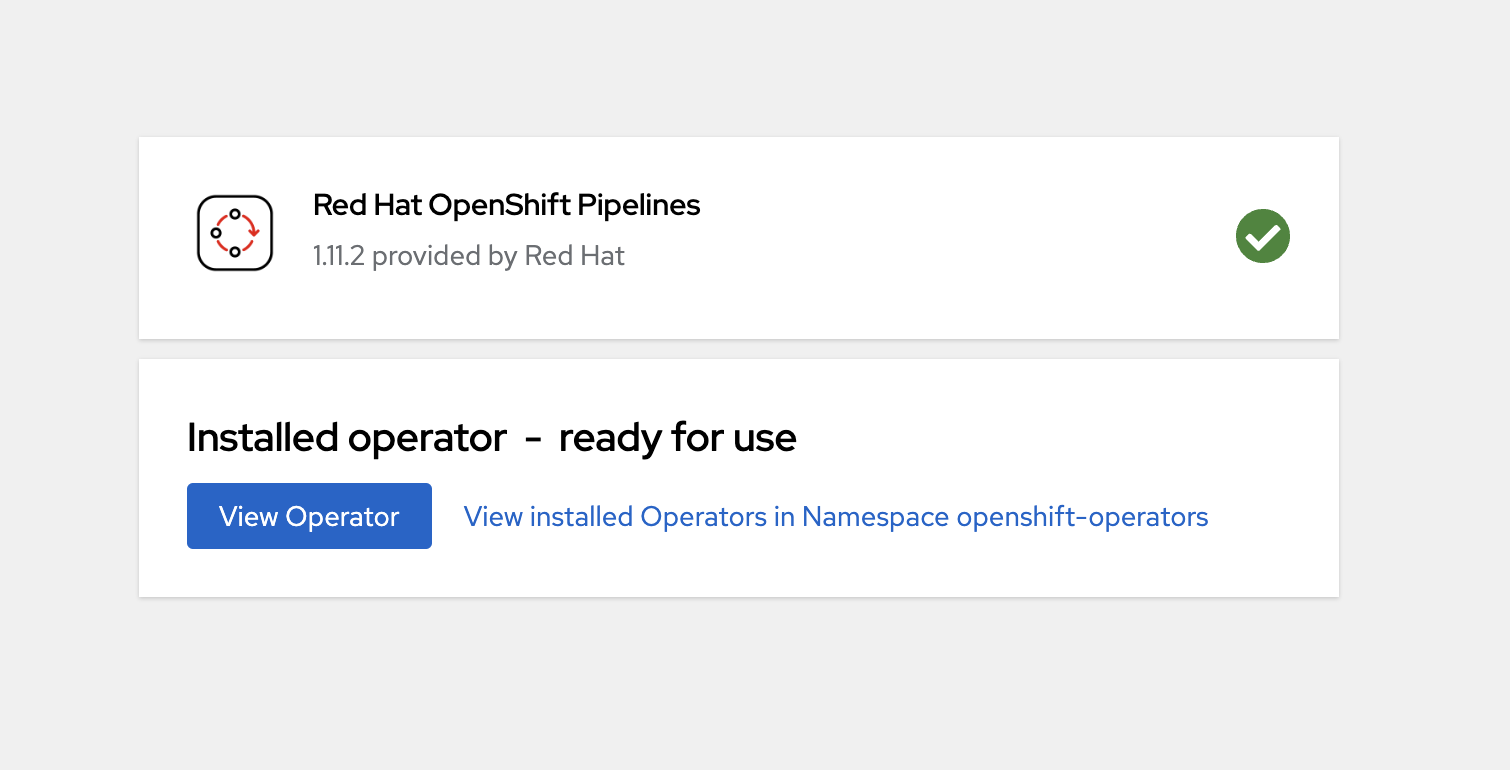 Red Hat OpenShift Pipelines
1.11.2 provided by Red Hat
Installed operator - ready for use
View Operator
View installed Operators in Namespace openshift-operators